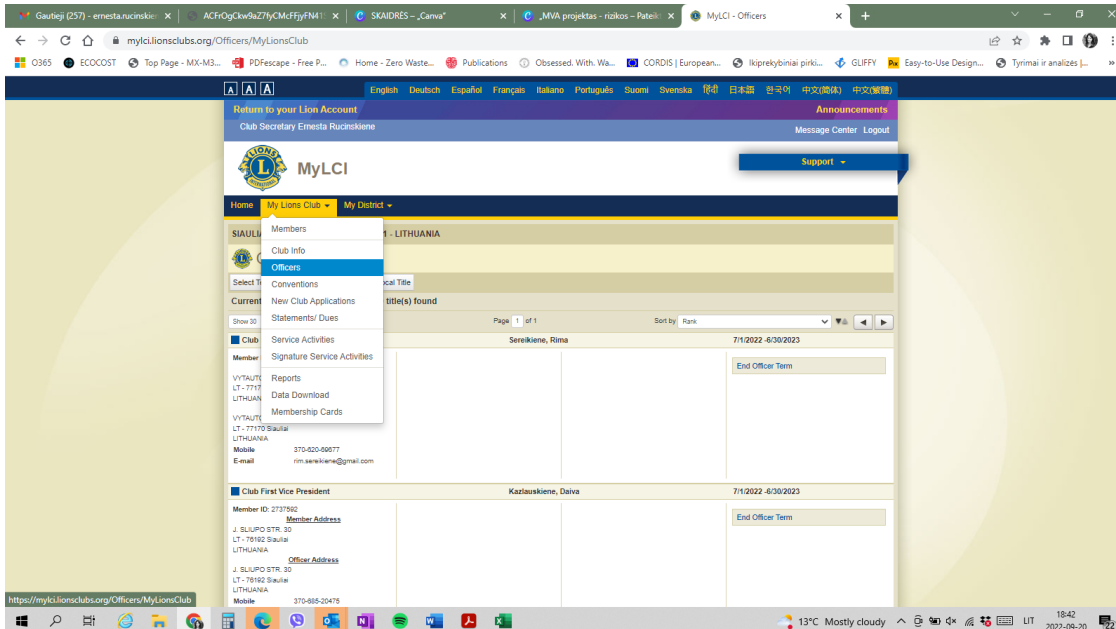 Gautieji (257) - ernesta.rucinskien
ACFrOgCkw9aZ7fyCMcFFjyFN41
SKAIDRĖS – „Canva“
„MVA projektas - rizikos – Pateikt
MyLCI - Officers
mylci.lionsclubs.org/Officers/MyLionsClub
O365 ECOCOST Top Page - MX-M3... PDFescape - Free P... Home - Zero Waste... Publications Obsessed. With. Wa... CORDIS | European... Ikiprekybiniai pirki... GLIFFY Easy-to-Use Design... Tyrimai ir analizės |... »
A A A English Deutsch Español Français Italiano Português Suomi Svenska हिंदी 日本語 한국어 中文(简体) 中文(繁體)
Return to your Lion Account Announcements
Club Secretary Ernesta Rucinskiene Message Center Logout
LIONS
L
INTERNATIONAL
MyLCI
Support
Home My Lions Club My District
SIAULI - LITHUANIA
Members
Club Info
Officers
Conventions
New Club Applications
Statements/ Dues
Service Activities
Signature Service Activities
Reports
Data Download
Membership Cards
Select T ocal Title
Current title(s) found
Show 30 Page 1 of 1 Sort by Rank
Club Sereikiene, Rima 7/1/2022 -6/30/2023
Member
End Officer Term
VYTAUTO
LT - 7717
LITHUAN
VYTAUTO
LT - 77170 Siauliai
LITHUANIA
Mobile 370-620-69677
E-mail rim.sereikiene@gmail.com
Club First Vice President Kazlauskiene, Daiva 7/1/2022 -6/30/2023
Member ID: 2737592
End Officer Term
Member Address
J. SLIUPO STR. 30
LT - 76192 Siauliai
LITHUANIA
Officer Address
J. SLIUPO STR. 30
LT - 76192 Siauliai
LITHUANIA
Mobile 370-685-20475
https://mylci.lionsclubs.org/Officers/MyLionsClub
13°C Mostly cloudy LIT 18:42
2022-09-20
22